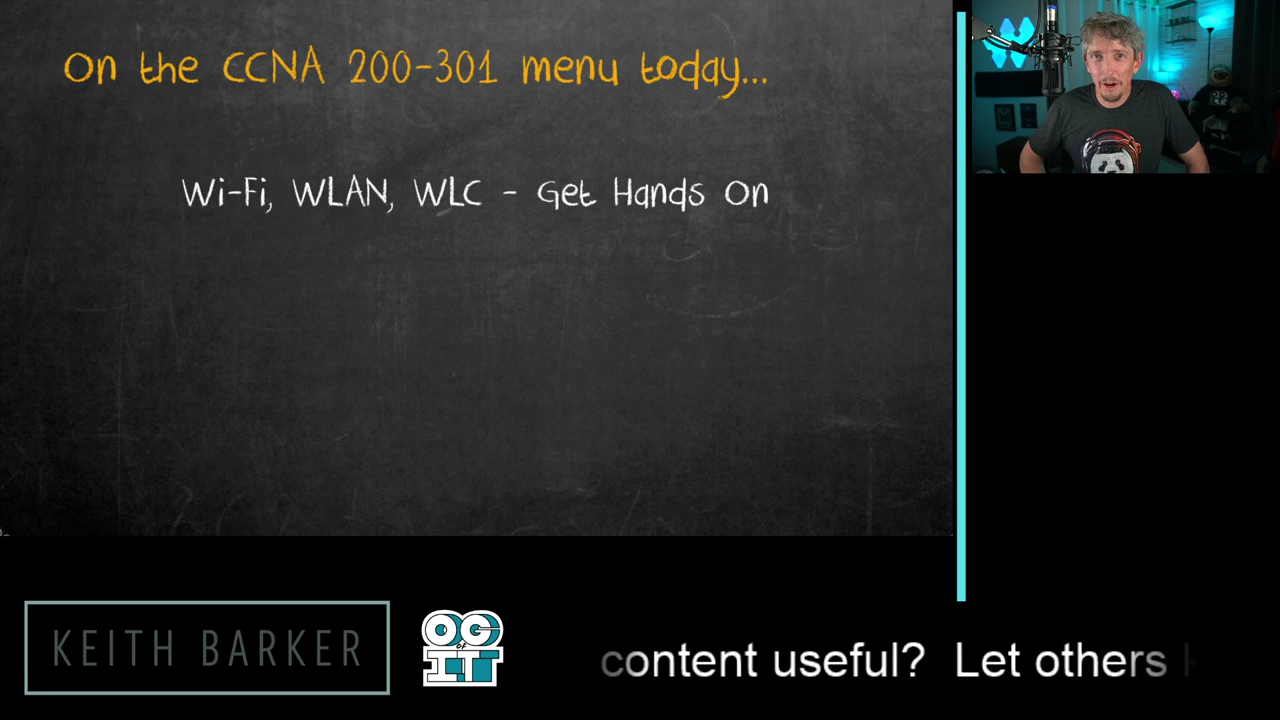 On the CCNA 200-301 menu today...
Wi-Fi, WLAN, WLC - Get Hands On
KEITH BARKER
OG
OF
IT
content useful? Let others